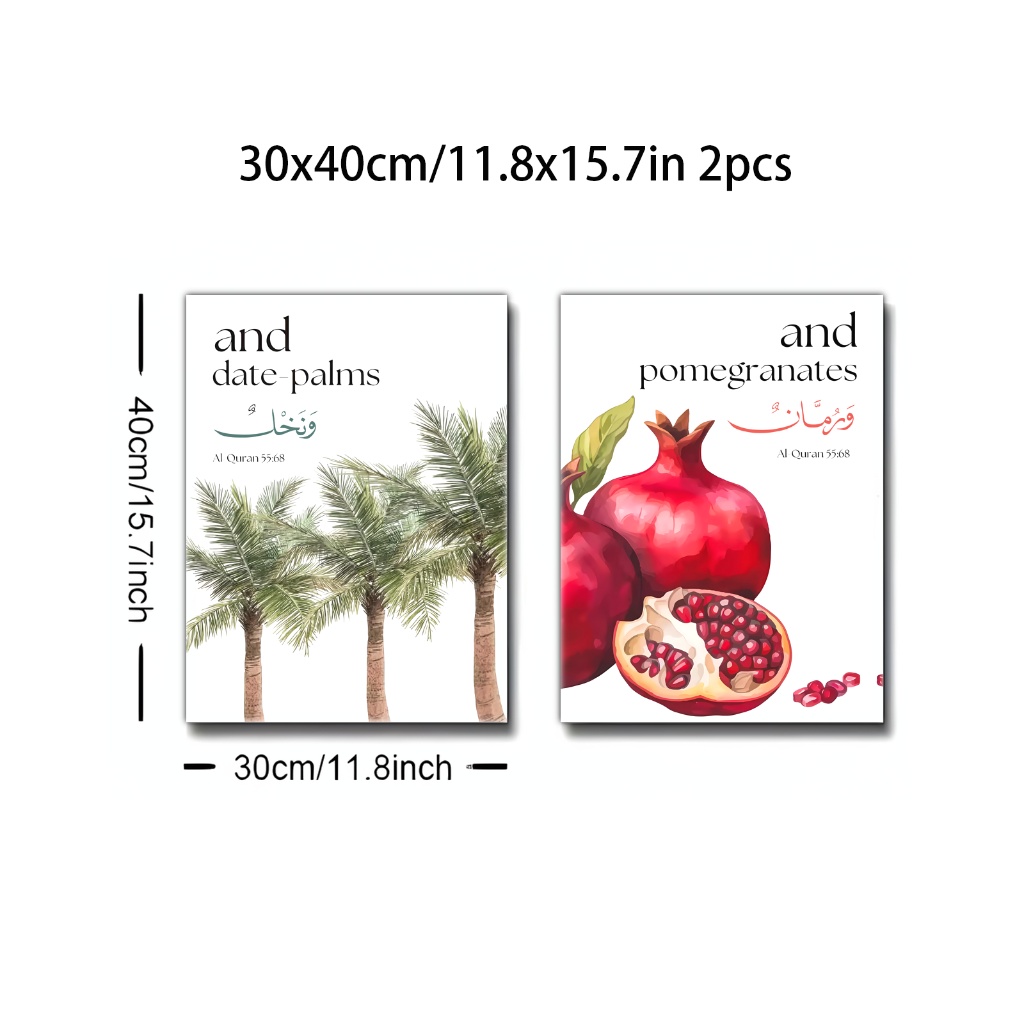 30x40cm/11.8x15.7in 2pcs
and
date-palms
وَنَخْلٌ
Al Quran 55:68
and
pomegranates
وَرُمَّانٌ
Al Quran 55:68
40cm/15.7inch
30cm/11.8inch